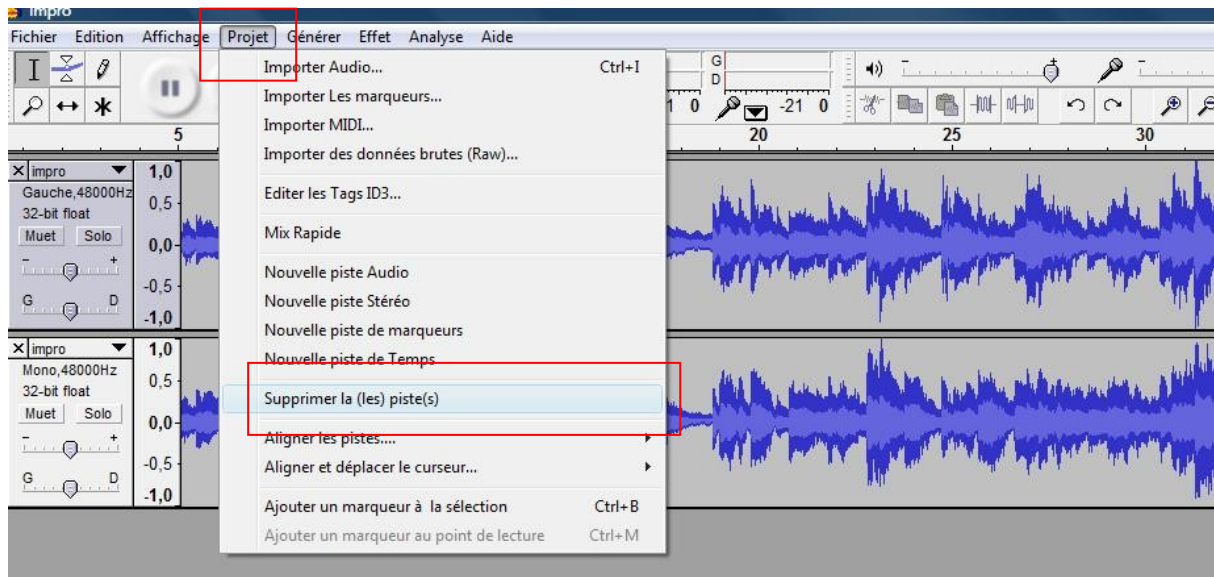 impro
Fichier Edition Affichage Projet Générer Effet Analyse Aide
Importer Audio... Ctrl+I
Importer Les marqueurs...
Importer MIDI...
Importer des données brutes (Raw)...
Editer les Tags ID3...
Mix Rapide
Nouvelle piste Audio
Nouvelle piste Stéréo
Nouvelle piste de marqueurs
Nouvelle piste de Temps
Supprimer la (les) piste(s)
Aligner les pistes....
Aligner et déplacer le curseur...
Ajouter un marqueur à la sélection Ctrl+B
Ajouter un marqueur au point de lecture Ctrl+M
G
D
0 -21 0
5 20 25 30
impro 1,0
Gauche,48000Hz
32-bit float 0,5
Muet Solo 0,0
- +
-0,5
G D
-1,0
impro 1,0
Mono,48000Hz
32-bit float 0,5
Muet Solo 0,0
- +
-0,5
G D
-1,0